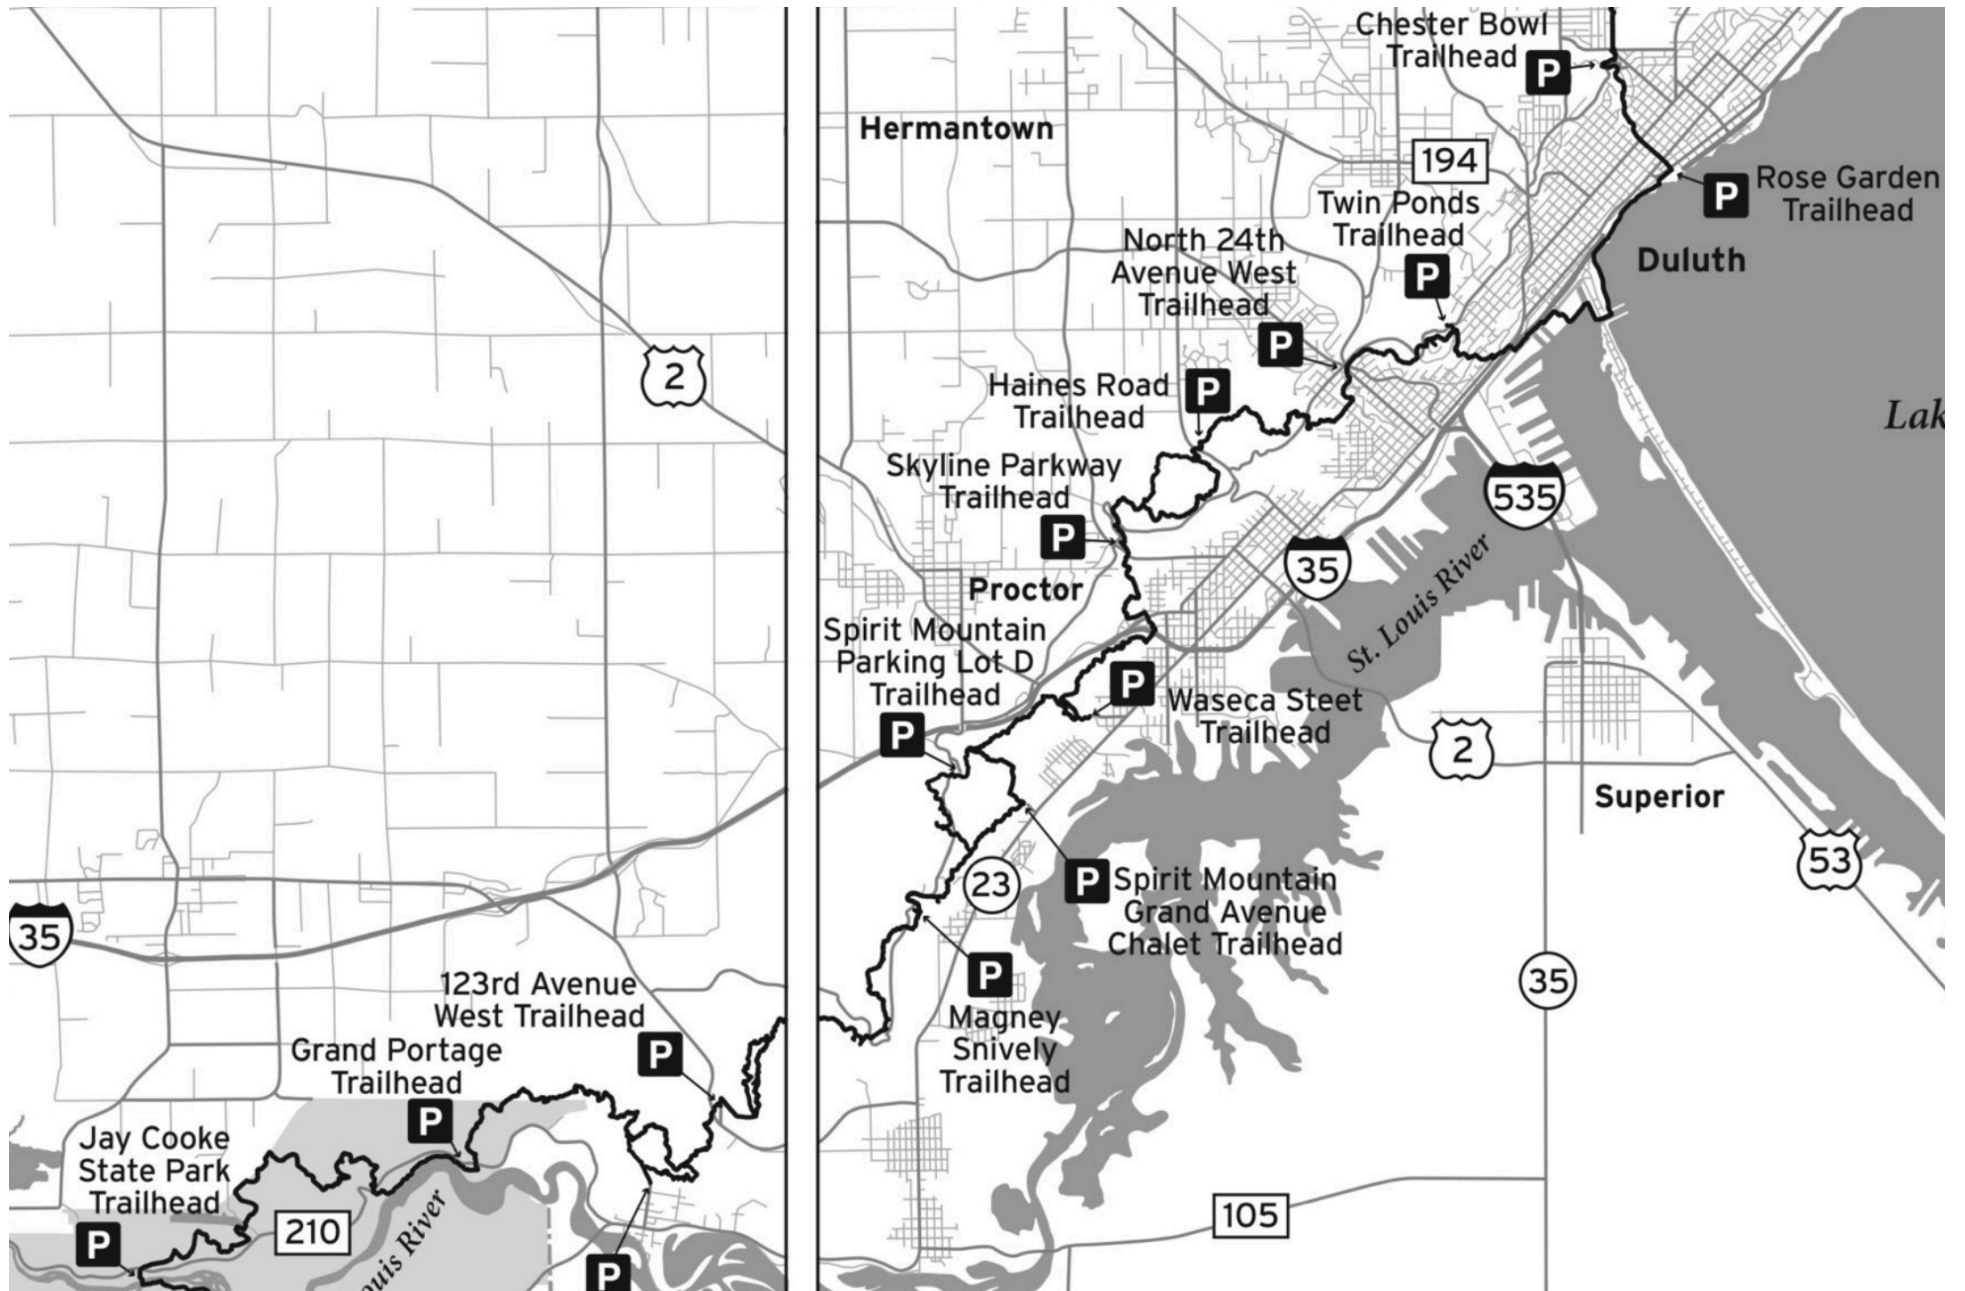 Chester Bowl
Trailhead
P
Hermantown
194
P
Rose Garden
Trailhead
Twin Ponds
Trailhead
P
North 24th
Avenue West
Trailhead
P
Duluth
2
Haines Road
Trailhead
P
Lak
Skyline Parkway
Trailhead
P
535
35
St. Louis River
Proctor
Spirit Mountain
Parking Lot D
Trailhead
P
P
Waseca Steet
Trailhead
2
Superior
53
23
P
Spirit Mountain
Grand Avenue
Chalet Trailhead
35
35
P
Magney
Snively
Trailhead
123rd Avenue
West Trailhead
P
Grand Portage
Trailhead
P
Jay Cooke
State Park
Trailhead
P
210
ouis River
P
105